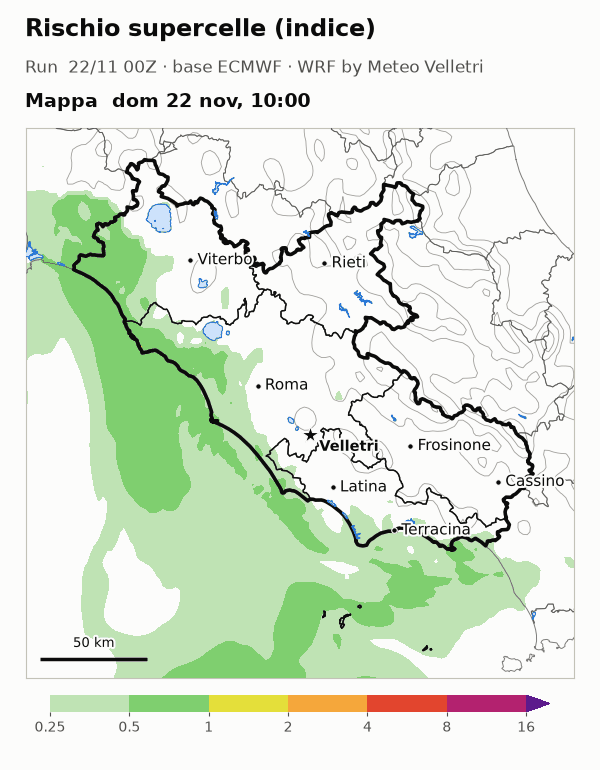 Rischio supercelle (indice)
Run  22/11 00Z · base ECMWF · WRF by Meteo Velletri
Mappa  dom 22 nov, 10:00
Viterbo
Rieti
Roma
Velletri
Frosinone
Cassino
Latina
Terracina
50 km
0.25 0.5 1 2 4 8 16